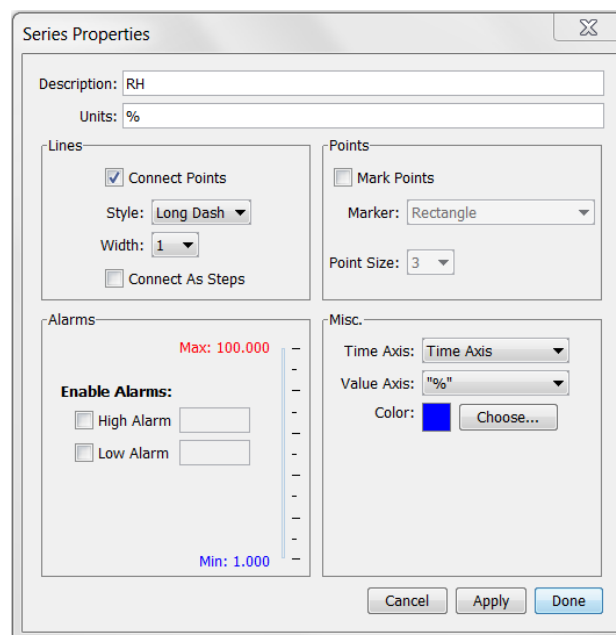 Series Properties
Description: RH
Units: %
Lines
Connect Points
Style: Long Dash
Width: 1
Connect As Steps
Points
Mark Points
Marker: Rectangle
Point Size: 3
Alarms
Max: 100.000
Enable Alarms:
High Alarm
Low Alarm
Min: 1.000
Misc.
Time Axis: Time Axis
Value Axis: "%"
Color: Choose...
Cancel Apply Done